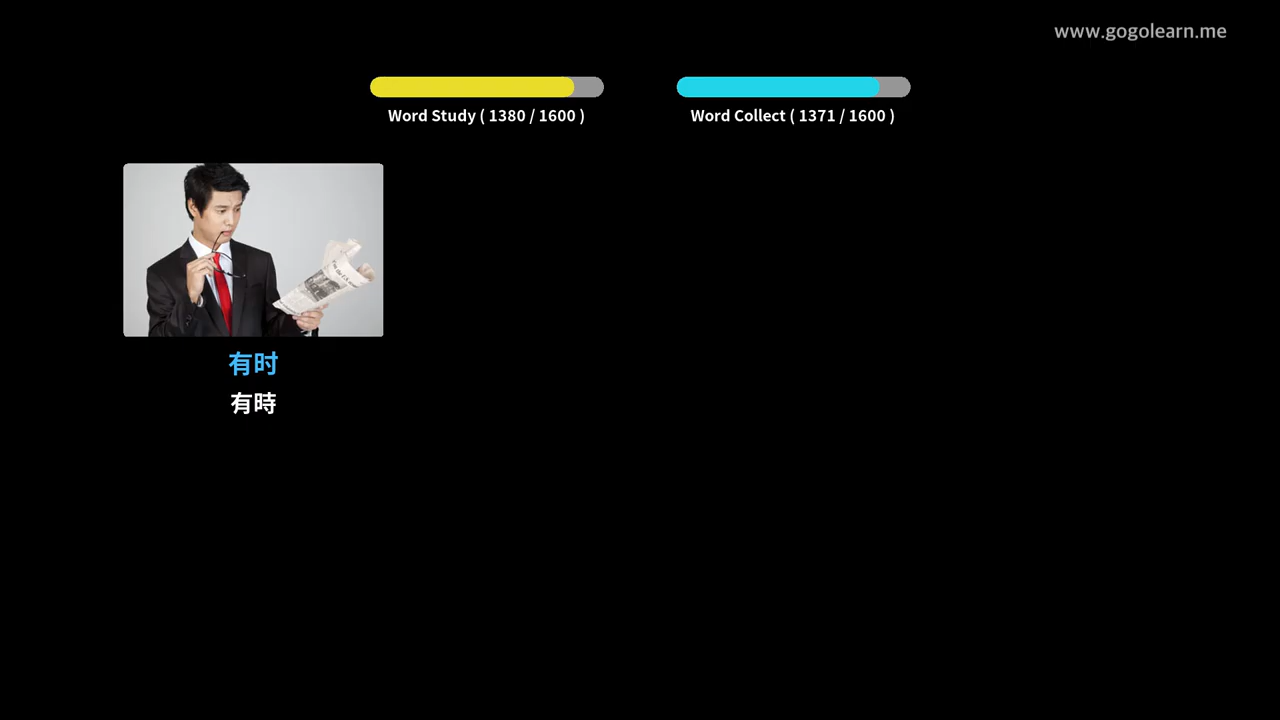 www.gogolearn.me
Word Study ( 1380 / 1600 )
Word Collect ( 1371 / 1600 )
有时
有時